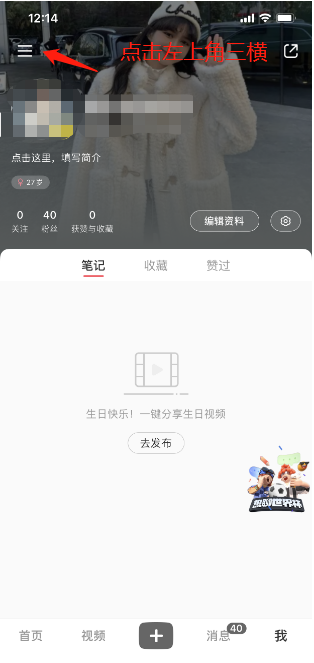 12:14
点击左上角三横
点击这里，填写简介
27岁
0 40 0
关注 粉丝 获赞与收藏
编辑资料
笔记 收藏 赞过
生日快乐！一键分享生日视频
去发布
首页 视频 消息 40 我